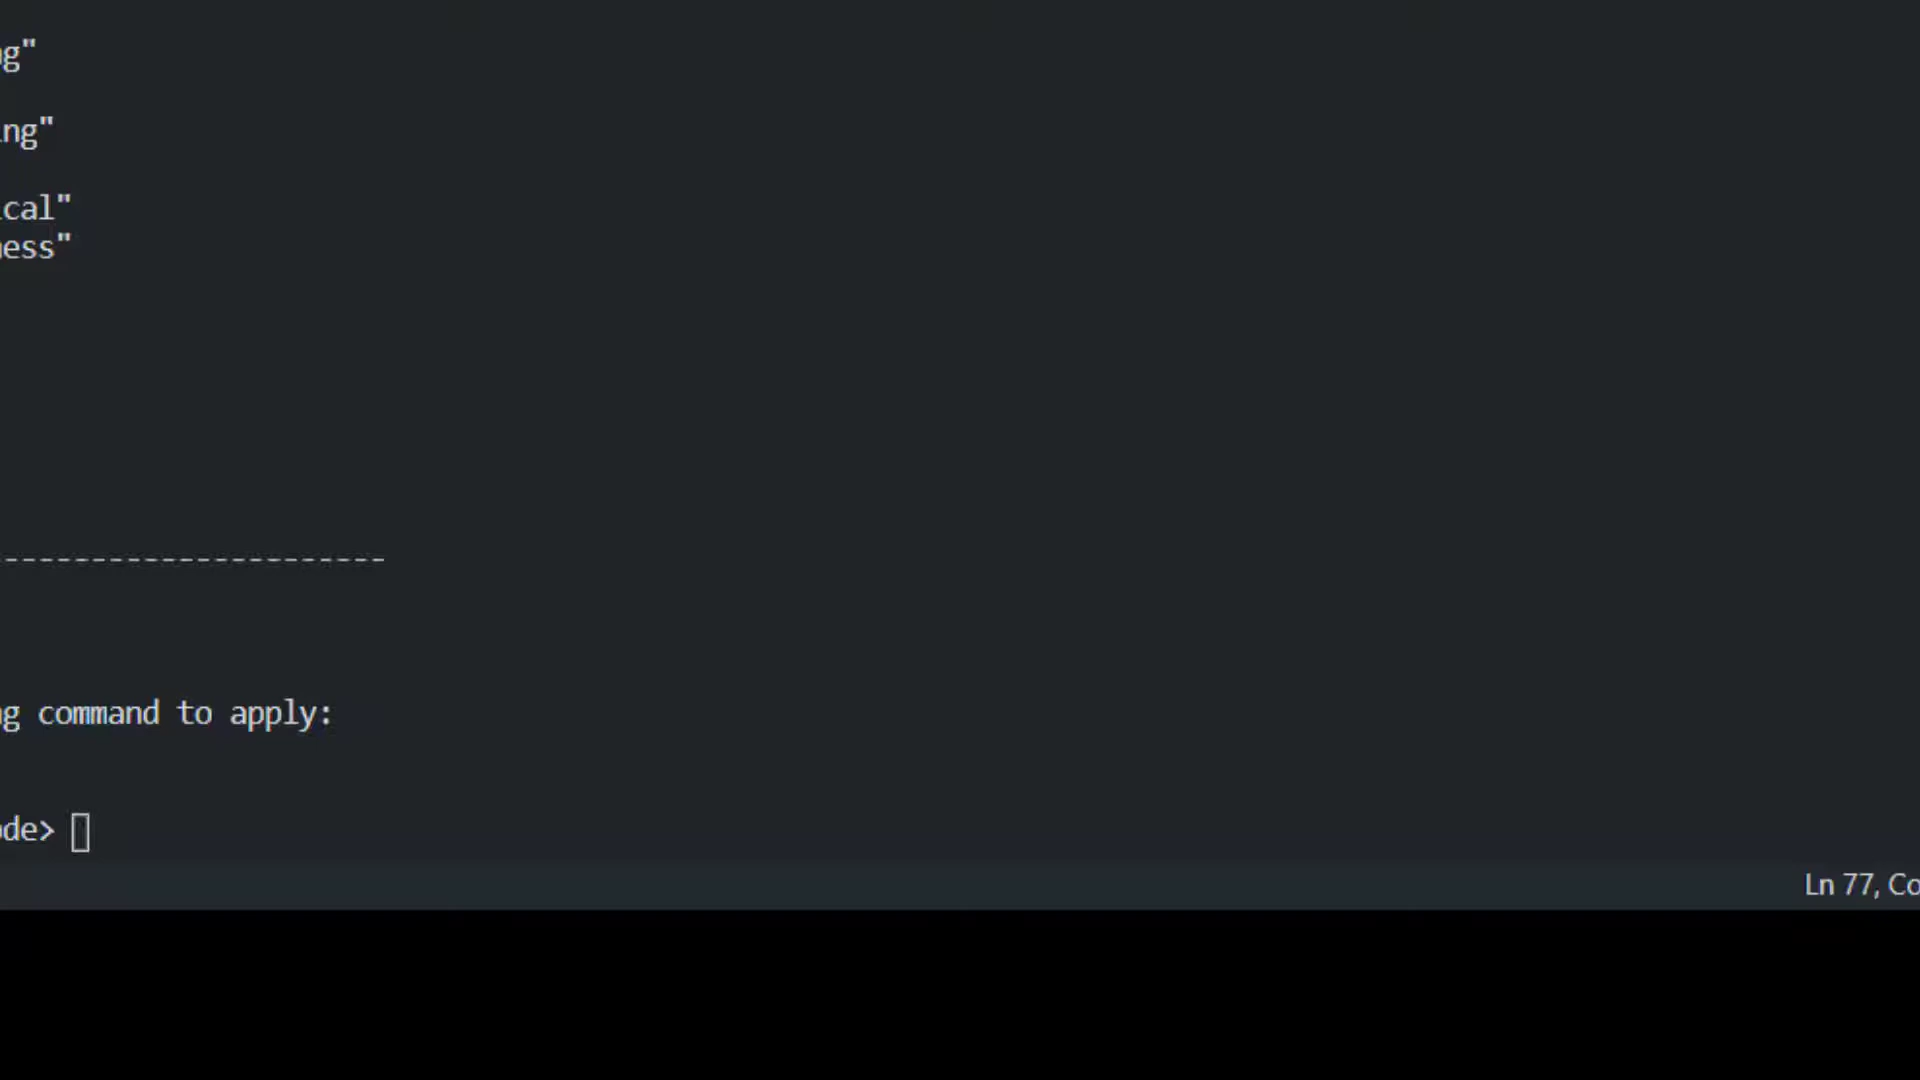 g"
ng"
cal"
ess"
----------------------
g command to apply:
de>
Ln 77, Co